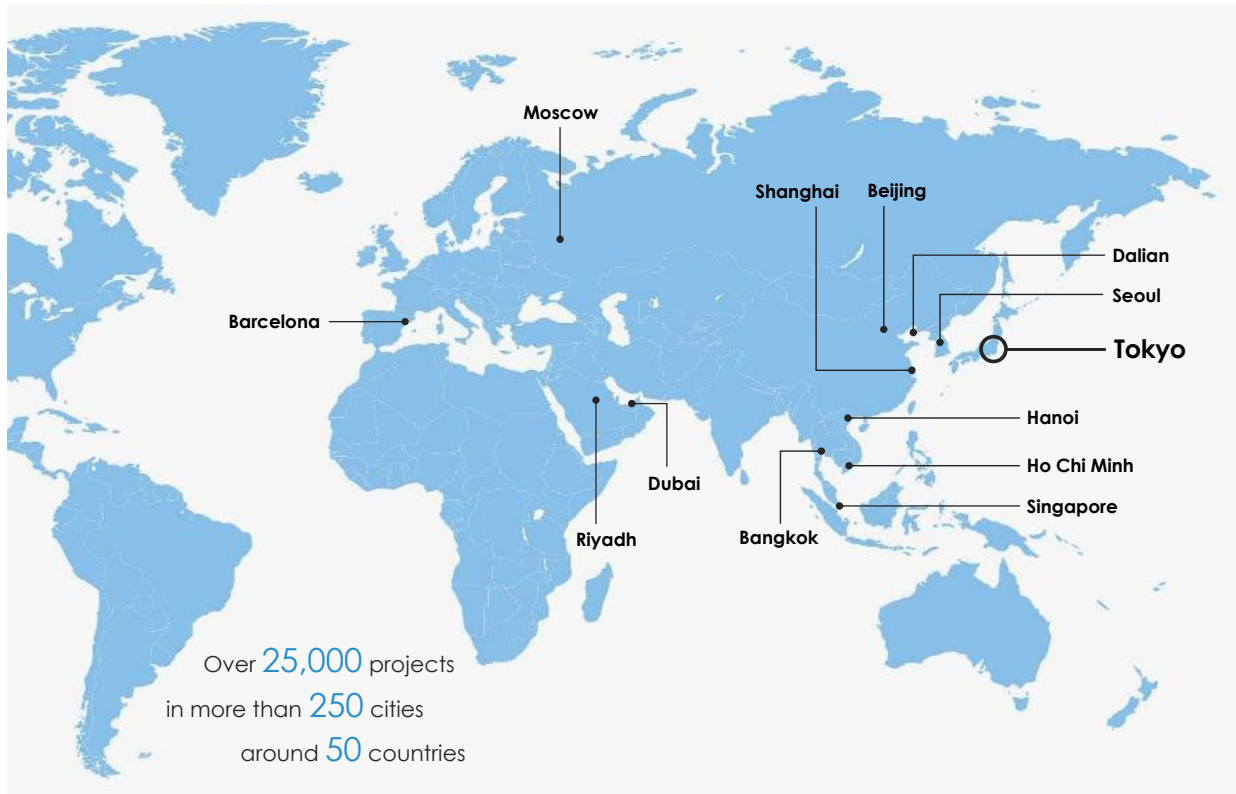 Moscow
Shanghai
Beijing
Dalian
Seoul
Barcelona
Tokyo
Hanoi
Ho Chi Minh
Dubai
Singapore
Riyadh
Bangkok
Over 25,000 projects
in more than 250 cities
around 50 countries